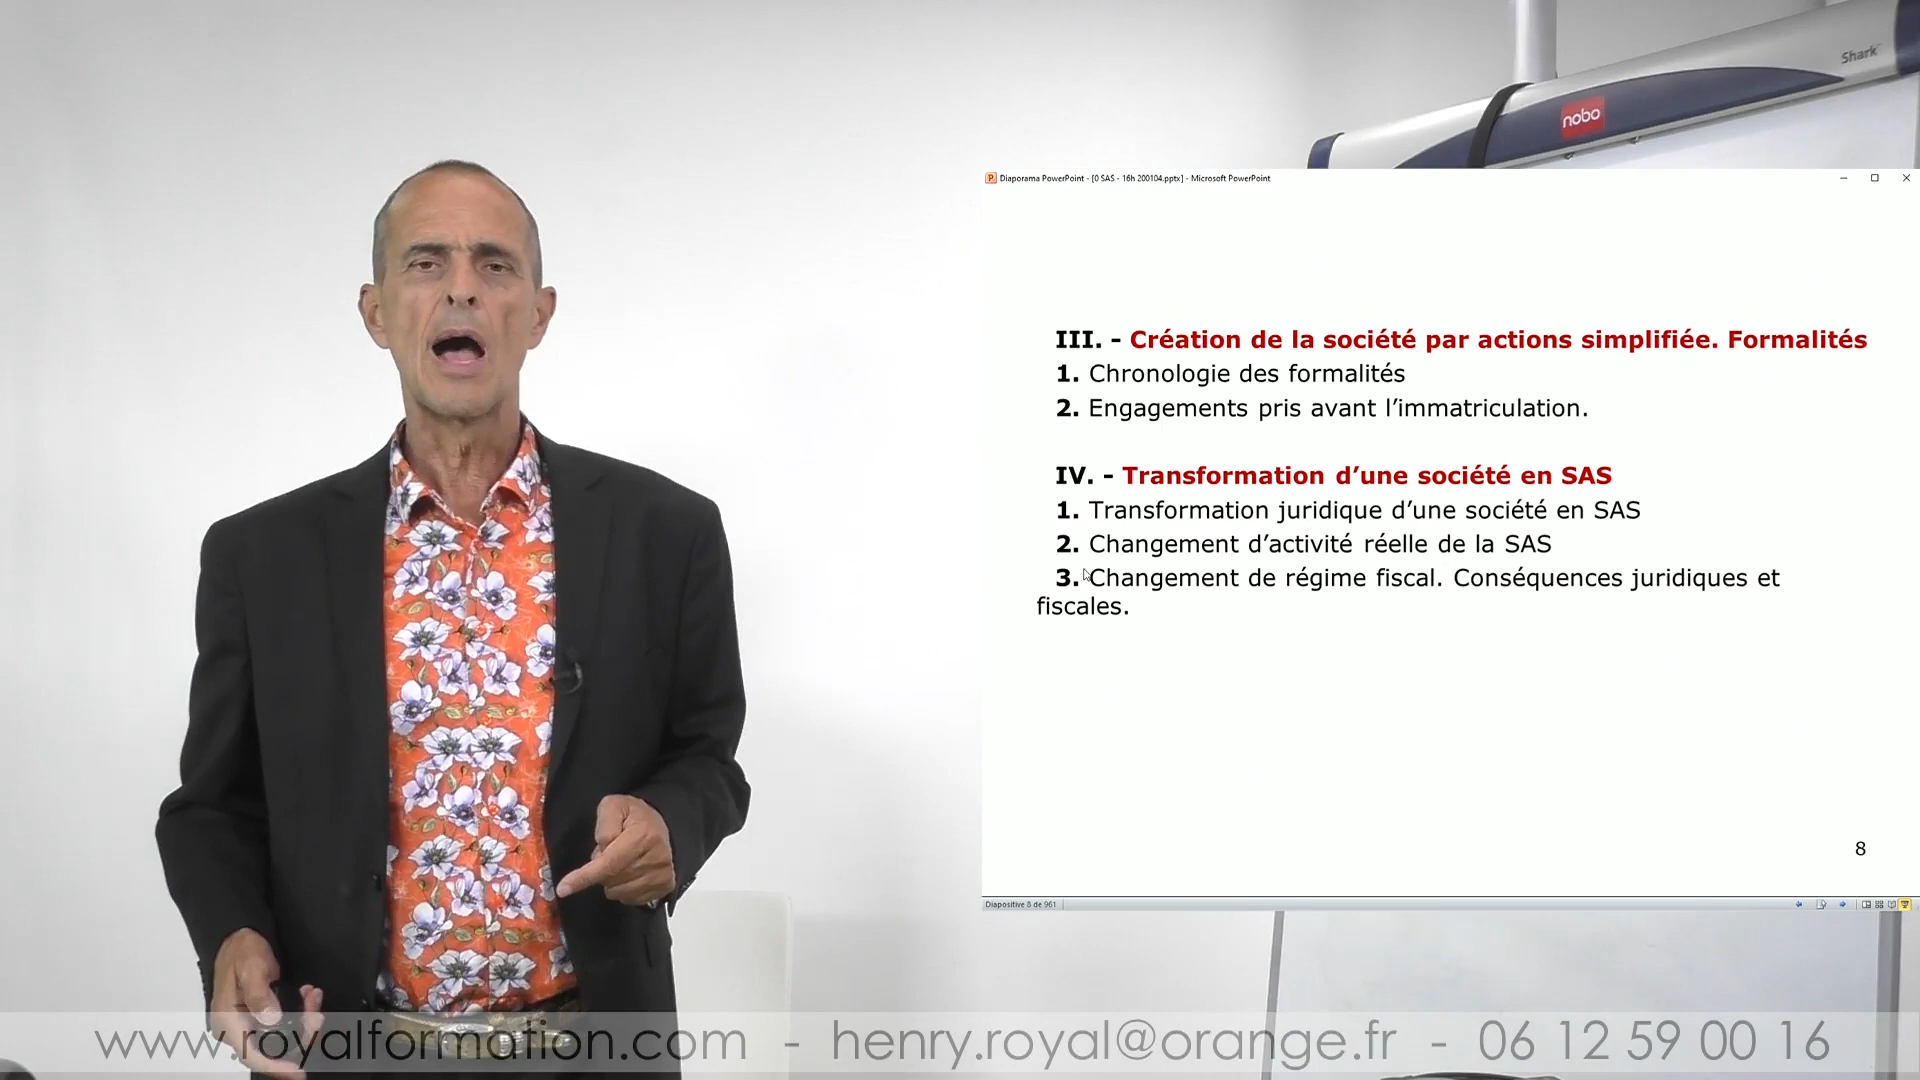 Shark
nobo
Diaporama PowerPoint - [0 SAS - 16h 200104.pptx] - Microsoft PowerPoint
III. - Création de la société par actions simplifiée. Formalités
1. Chronologie des formalités
2. Engagements pris avant l’immatriculation.
IV. - Transformation d’une société en SAS
1. Transformation juridique d’une société en SAS
2. Changement d’activité réelle de la SAS
3. Changement de régime fiscal. Conséquences juridiques et
fiscales.
8
Diapositive 8 de 961
www.royalformation.com - henry.royal@orange.fr - 06 12 59 00 16